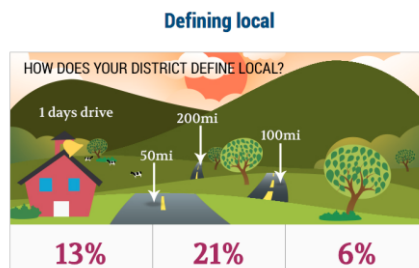 Defining local
HOW DOES YOUR DISTRICT DEFINE LOCAL?
1 days drive
200mi
50mi
100mi
13% 21% 6%